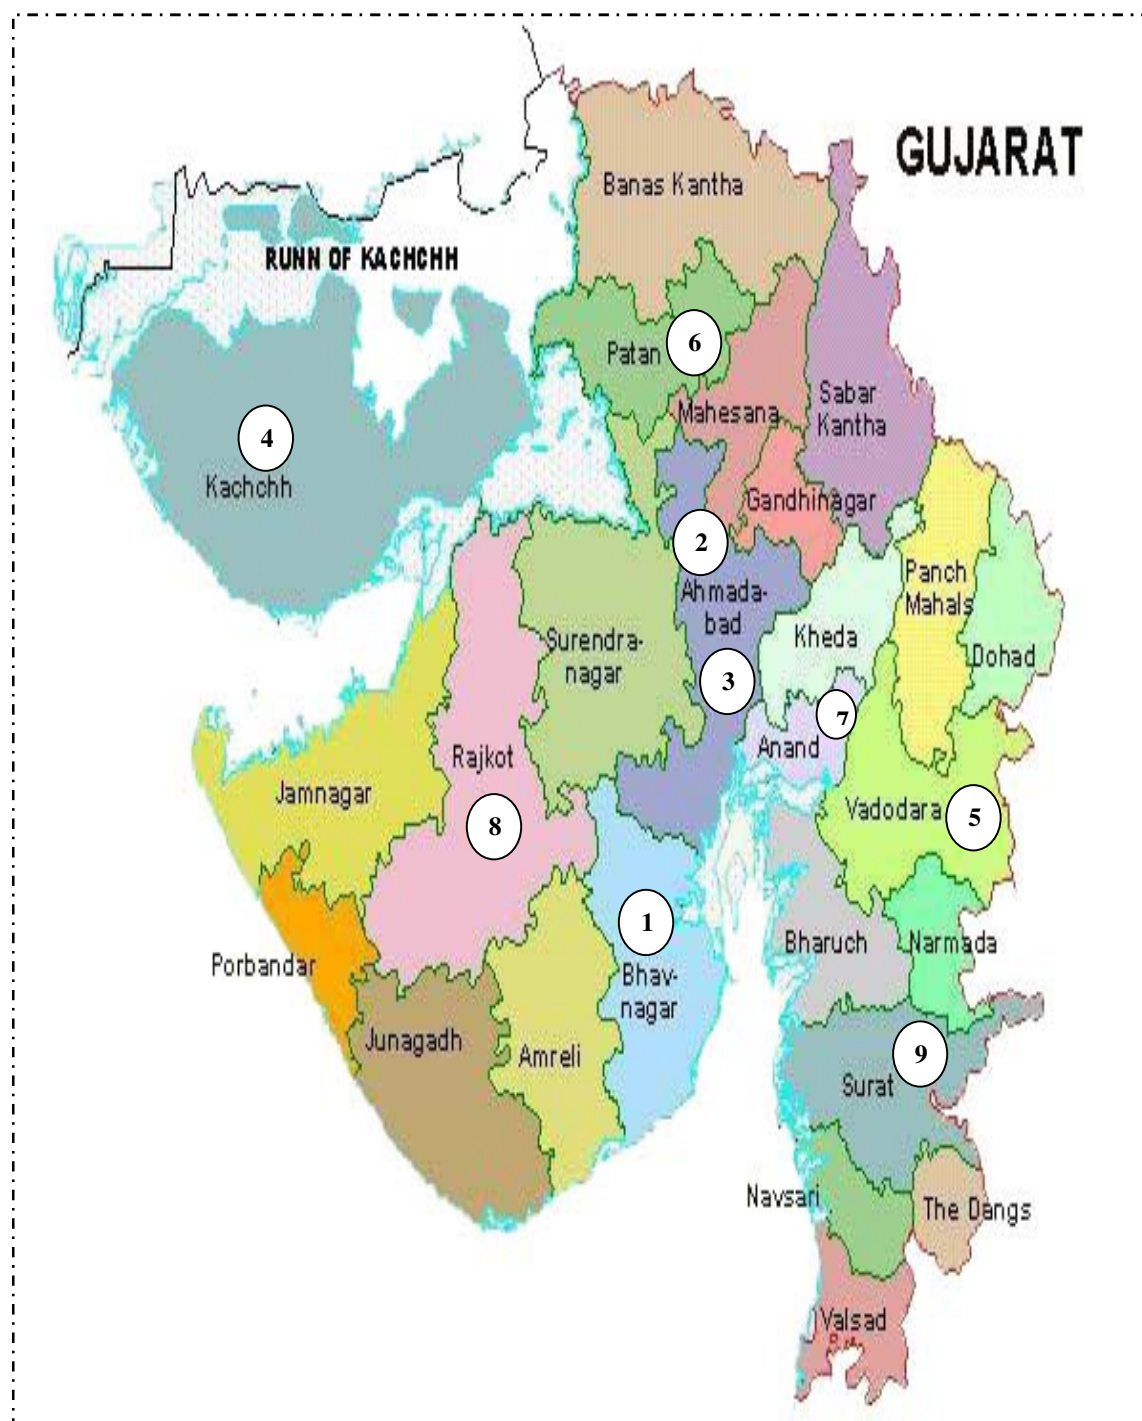 GUJARAT
Banas Kantha
RUNN OF KACHCHH
6
Patan
Sabar
Kantha
Mahesana
4
Kachchh
Gandhinagar
2
Panch
Mahals
Ahmada-
bad
Kheda
Surendra-
nagar
Dohad
3
7
Anand
Rajkot
Jamnagar
Vadodara
5
8
1
Bharuch
Narmada
Porbandar
Bhav-
nagar
Junagadh
Amreli
9
Surat
Navsari
The Dangs
Valsad